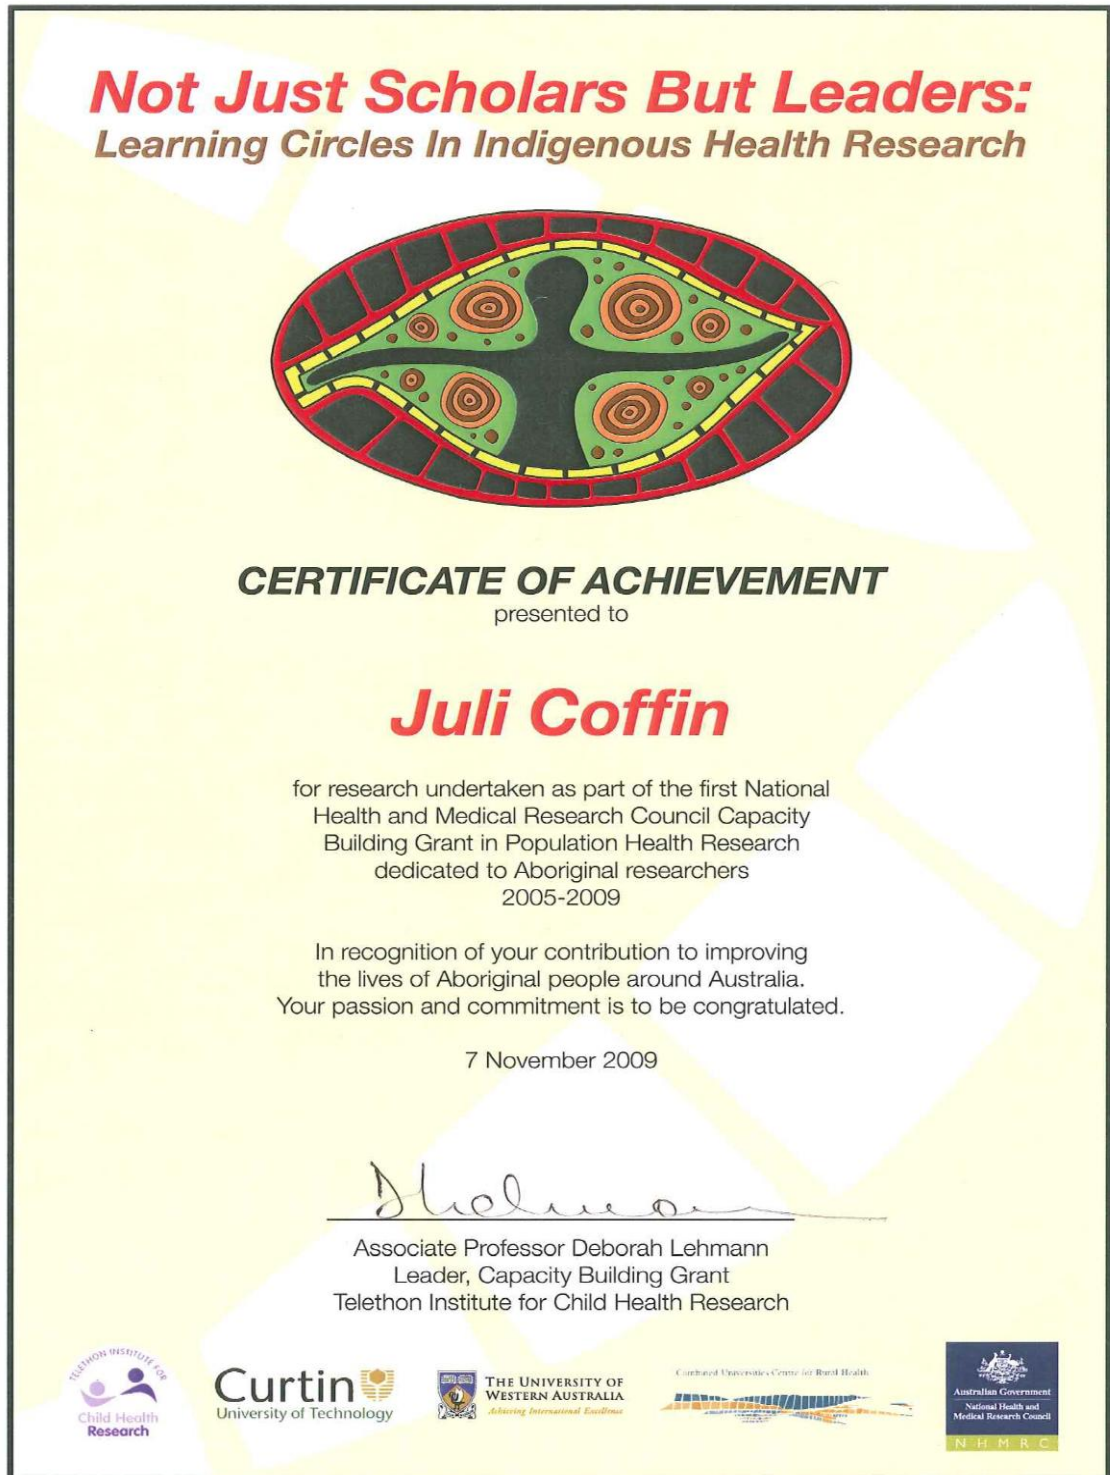 Not Just Scholars But Leaders:
Learning Circles In Indigenous Health Research
CERTIFICATE OF ACHIEVEMENT
presented to
Juli Coffin
for research undertaken as part of the first National
Health and Medical Research Council Capacity
Building Grant in Population Health Research
dedicated to Aboriginal researchers
2005-2009
In recognition of your contribution to improving
the lives of Aboriginal people around Australia.
Your passion and commitment is to be congratulated.
7 November 2009
Associate Professor Deborah Lehmann
Leader, Capacity Building Grant
Telethon Institute for Child Health Research
TELETHON INSTITUTE FOR
Child Health
Research
Curtin
University of Technology
THE UNIVERSITY OF
WESTERN AUSTRALIA
Achieving International Excellence
Combined Universities Centre for Rural Health
Australian Government
National Health and
Medical Research Council
NHMRC